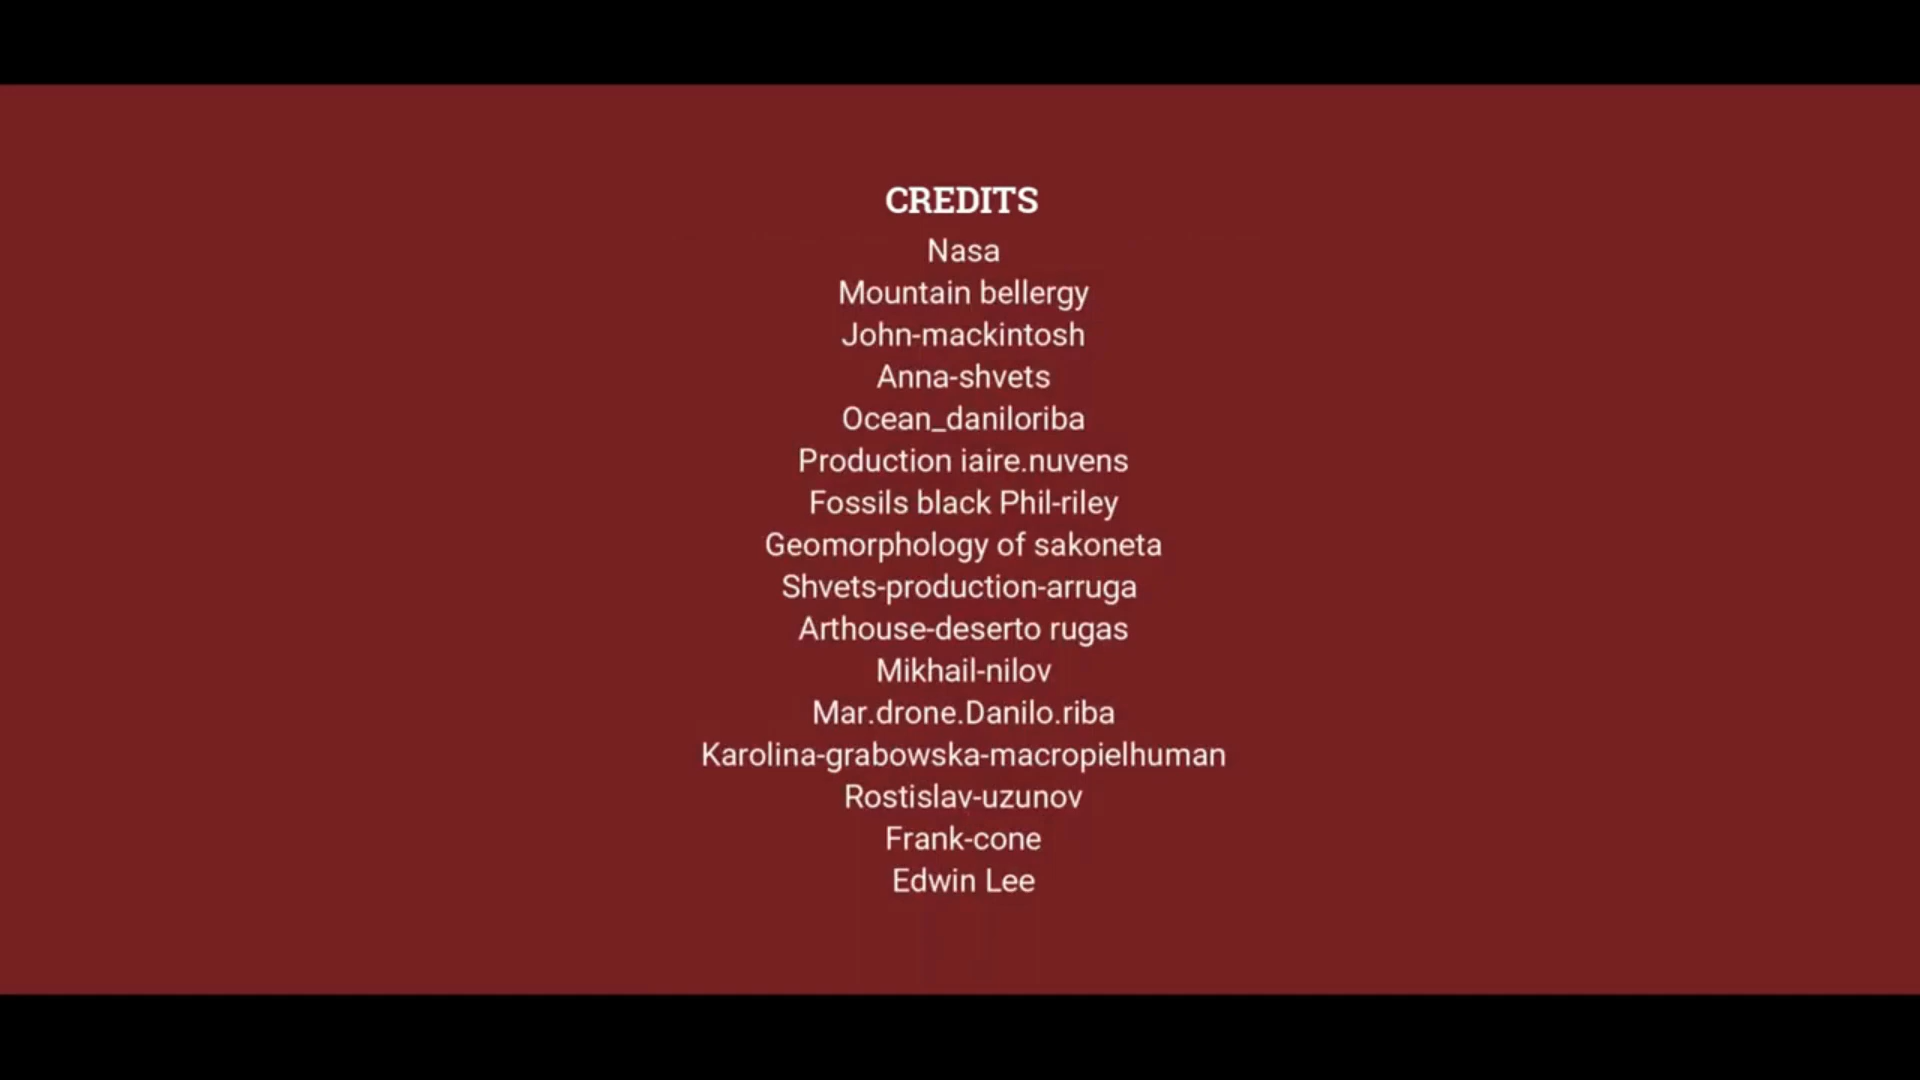 CREDITS
Nasa
Mountain bellergy
John-mackintosh
Anna-shvets
Ocean_daniloriba
Production iaire.nuvens
Fossils black Phil-riley
Geomorphology of sakoneta
Shvets-production-arruga
Arthouse-deserto rugas
Mikhail-nilov
Mar.drone.Danilo.riba
Karolina-grabowska-macropielhuman
Rostislav-uzunov
Frank-cone
Edwin Lee